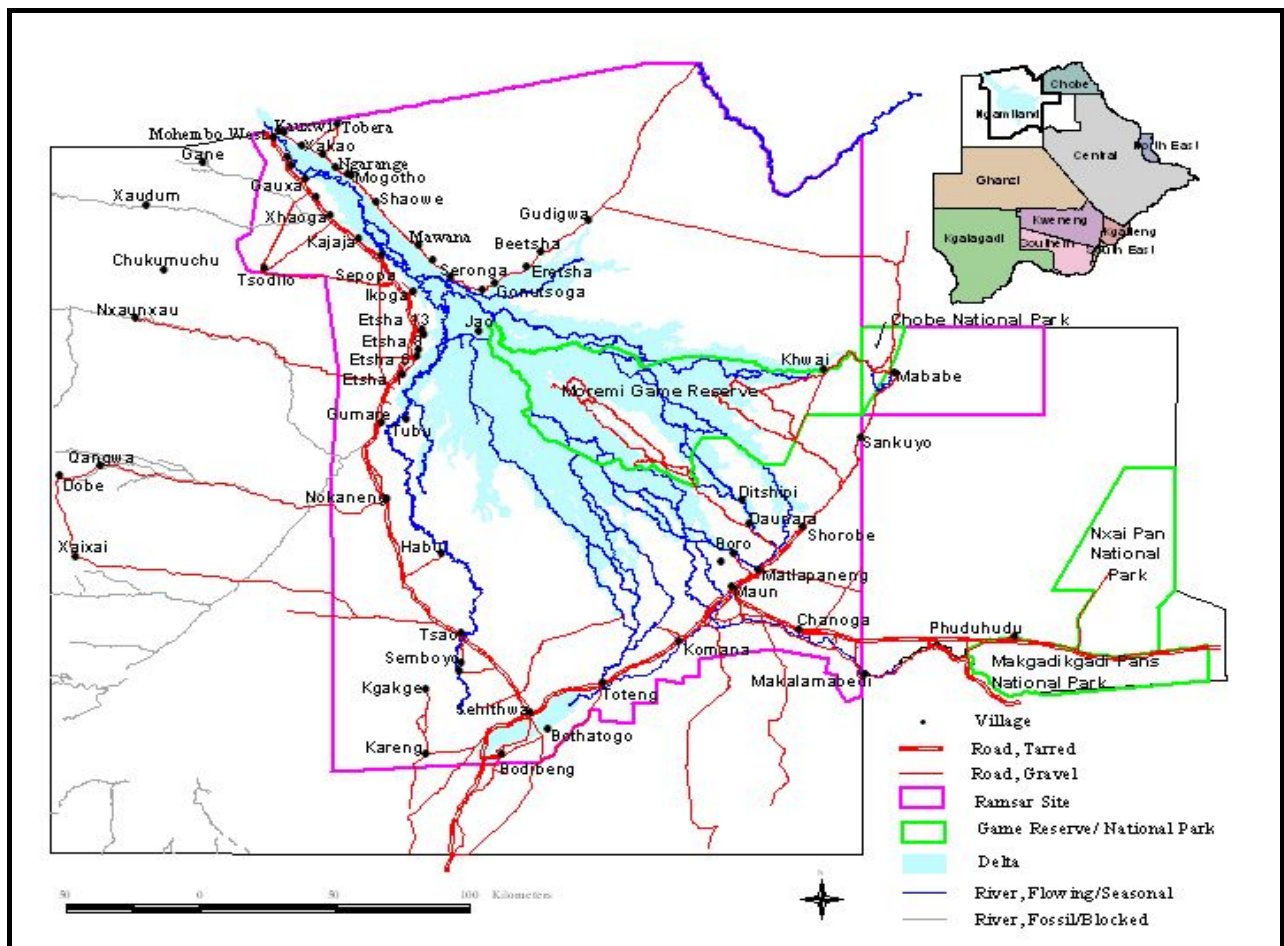 Chobe
Ngamiland
North East
Central
Ghanzi
Kweneng
Kgatleng
Kgalagadi
Southern
South East
Mohembo West
Kauxwi
Tobera
Gane
Xakao
Ngarange
Mogotho
Gauxa
Xaudum
Shaowe
Xhaoga
Gudigwa
Kajaja
Mawana
Beetsha
Chukumuchu
Tsodilo
Sepopa
Seronga
Eretsha
Ikoga
Gonutsoga
Nxaunxau
Etsha 13
Jao
Chobe National Park
Etsha
Etsha 6
Khwai
Mababe
Etsha
Moremi Game Reserve
Gumare
Tubu
Sankuyo
Qangwa
Dobe
Nokaneng
Ditshipi
Daunara
Shorobe
Nxai Pan
National
Park
Xaixai
Habu
Boro
Matlapaneng
Maun
Tsao
Chanoga
Phuduhudu
Semboyo
Komana
Makgadikgadi Pans
National Park
Kgakge
Makalamabedi
Toteng
Sehithwa
Bothatogo
Kareng
Bodibeng
Village
Road, Tarred
Road, Gravel
Ramsar Site
Game Reserve/ National Park
Delta
River, Flowing/Seasonal
River, Fossil/Blocked
50 0 50 100 Kilometers
N